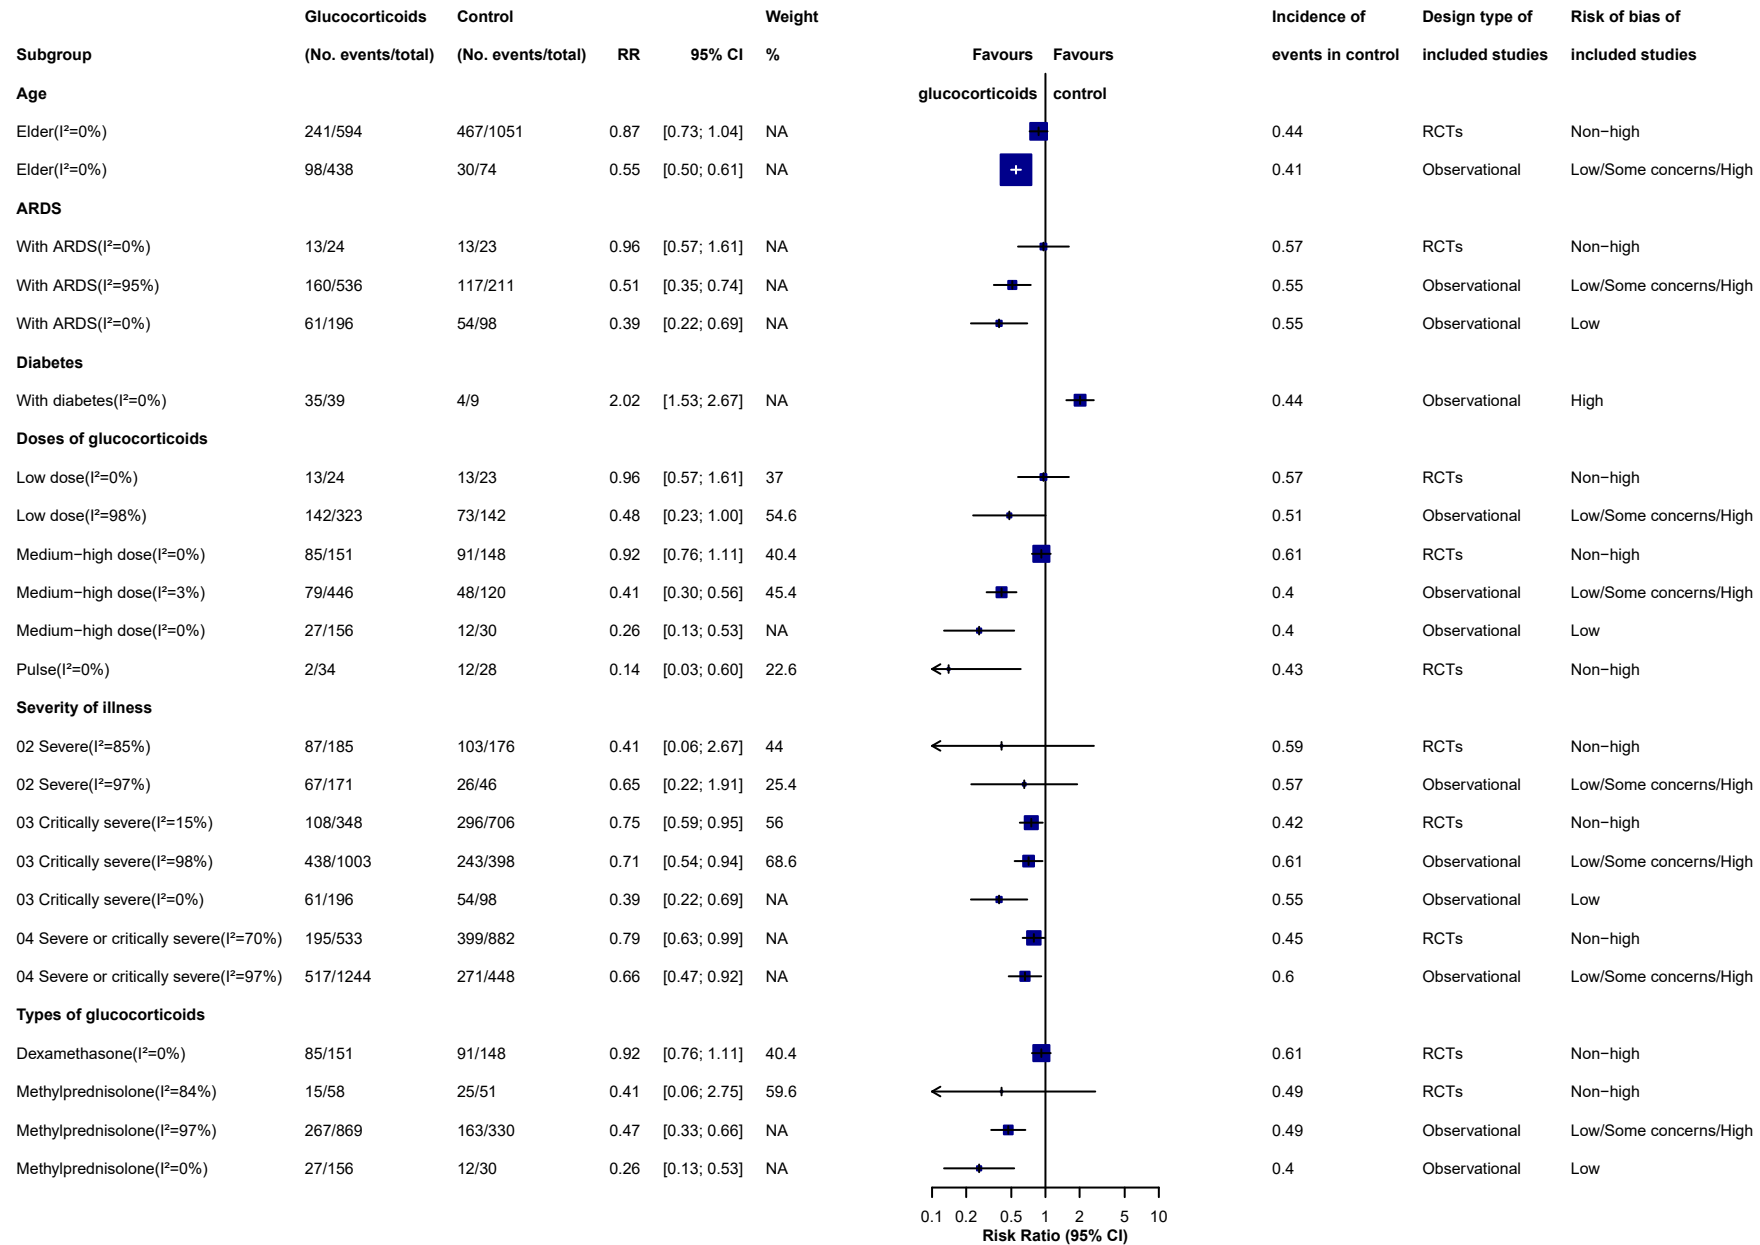 Glucocorticoids Control Weight Incidence of Design type of Risk of bias of
Subgroup (No. events/total) (No. events/total) RR 95% CI % Favours Favours events in control included studies included studies
Age glucocorticoids control
Elder(I²=0%) 241/594 467/1051 0.87 [0.73; 1.04] NA 0.44 RCTs Non−high
Elder(I²=0%) 98/438 30/74 0.55 [0.50; 0.61] NA 0.41 Observational Low/Some concerns/High
ARDS
With ARDS(I²=0%) 13/24 13/23 0.96 [0.57; 1.61] NA 0.57 RCTs Non−high
With ARDS(I²=95%) 160/536 117/211 0.51 [0.35; 0.74] NA 0.55 Observational Low/Some concerns/High
With ARDS(I²=0%) 61/196 54/98 0.39 [0.22; 0.69] NA 0.55 Observational Low
Diabetes
With diabetes(I²=0%) 35/39 4/9 2.02 [1.53; 2.67] NA 0.44 Observational High
Doses of glucocorticoids
Low dose(I²=0%) 13/24 13/23 0.96 [0.57; 1.61] 37 0.57 RCTs Non−high
Low dose(I²=98%) 142/323 73/142 0.48 [0.23; 1.00] 54.6 0.51 Observational Low/Some concerns/High
Medium−high dose(I²=0%) 85/151 91/148 0.92 [0.76; 1.11] 40.4 0.61 RCTs Non−high
Medium−high dose(I²=3%) 79/446 48/120 0.41 [0.30; 0.56] 45.4 0.4 Observational Low/Some concerns/High
Medium−high dose(I²=0%) 27/156 12/30 0.26 [0.13; 0.53] NA 0.4 Observational Low
Pulse(I²=0%) 2/34 12/28 0.14 [0.03; 0.60] 22.6 0.43 RCTs Non−high
Severity of illness
02 Severe(I²=85%) 87/185 103/176 0.41 [0.06; 2.67] 44 0.59 RCTs Non−high
02 Severe(I²=97%) 67/171 26/46 0.65 [0.22; 1.91] 25.4 0.57 Observational Low/Some concerns/High
03 Critically severe(I²=15%) 108/348 296/706 0.75 [0.59; 0.95] 56 0.42 RCTs Non−high
03 Critically severe(I²=98%) 438/1003 243/398 0.71 [0.54; 0.94] 68.6 0.61 Observational Low/Some concerns/High
03 Critically severe(I²=0%) 61/196 54/98 0.39 [0.22; 0.69] NA 0.55 Observational Low
04 Severe or critically severe(I²=70%) 195/533 399/882 0.79 [0.63; 0.99] NA 0.45 RCTs Non−high
04 Severe or critically severe(I²=97%) 517/1244 271/448 0.66 [0.47; 0.92] NA 0.6 Observational Low/Some concerns/High
Types of glucocorticoids
Dexamethasone(I²=0%) 85/151 91/148 0.92 [0.76; 1.11] 40.4 0.61 RCTs Non−high
Methylprednisolone(I²=84%) 15/58 25/51 0.41 [0.06; 2.75] 59.6 0.49 RCTs Non−high
Methylprednisolone(I²=97%) 267/869 163/330 0.47 [0.33; 0.66] NA 0.49 Observational Low/Some concerns/High
Methylprednisolone(I²=0%) 27/156 12/30 0.26 [0.13; 0.53] NA 0.4 Observational Low
0.1 0.2 0.5 1 2 5 10
Risk Ratio (95% CI)